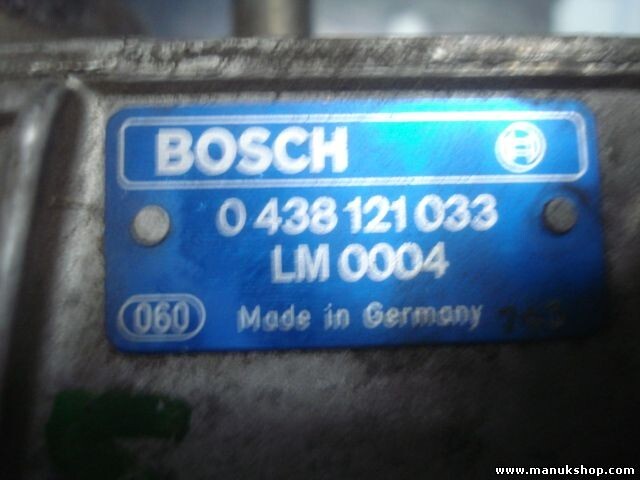 BOSCH
0 438 121 033
LM 0004
060 Made in Germany
www.manukshop.com